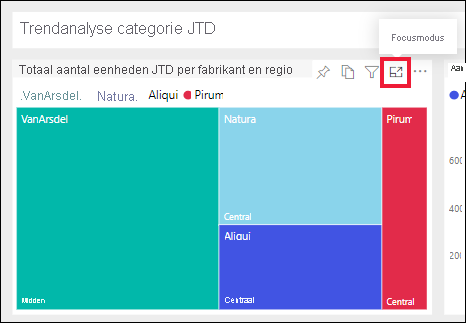 Trendanalyse categorie JTD
Focusmodus
Totaal aantal eenheden JTD per fabrikant en regio
Aan
.VanArsdel. Natura. Aliqui Pirum
A
VanArsdel
Natura
Pirum
Central
Aliqui
Midden
Centraal
Central
600
400
200